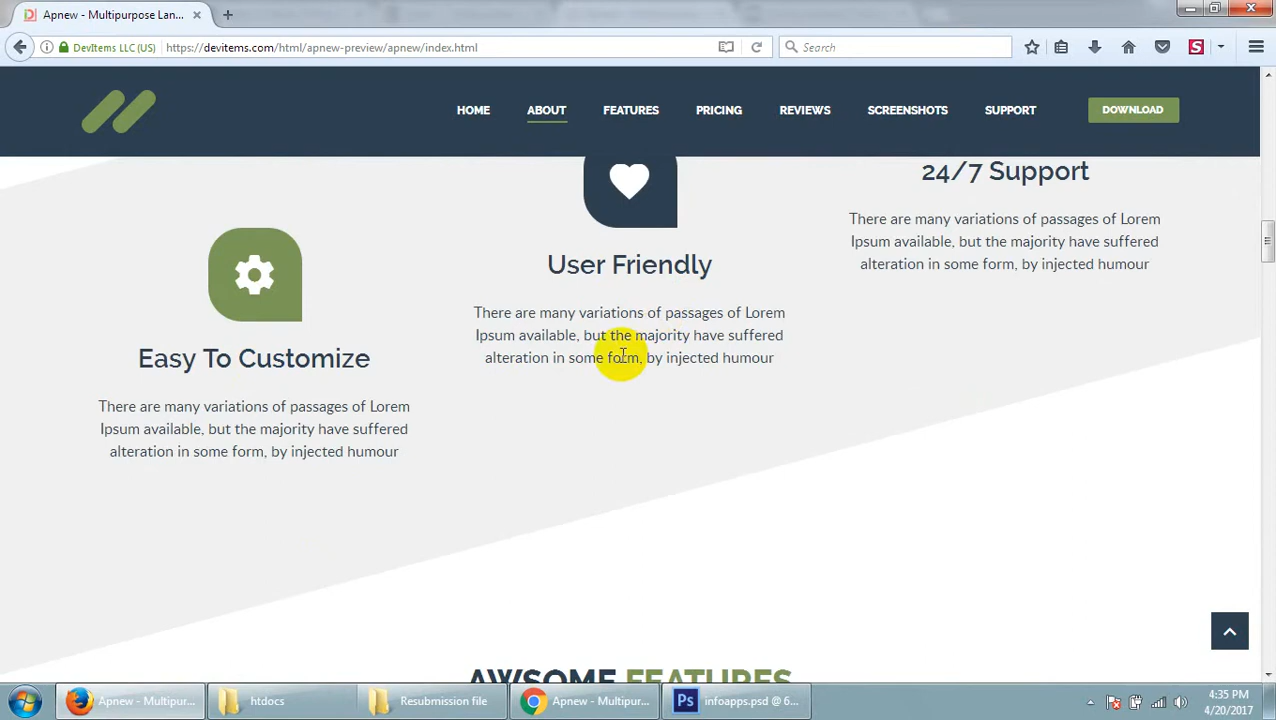 Apnew - Multipurpose Lan...
DevItems LLC (US)
https://devitems.com/html/apnew-preview/apnew/index.html
Search
HOME
ABOUT
FEATURES
PRICING
REVIEWS
SCREENSHOTS
SUPPORT
DOWNLOAD
24/7 Support
There are many variations of passages of Lorem
Ipsum available, but the majority have suffered
alteration in some form, by injected humour
User Friendly
There are many variations of passages of Lorem
Ipsum available, but the majority have suffered
alteration in some form, by injected humour
Easy To Customize
There are many variations of passages of Lorem
Ipsum available, but the majority have suffered
alteration in some form, by injected humour
AWSOME FEATURES
Apnew - Multipur...
htdocs
Resubmission file
Apnew - Multipur...
Ps
infoapps.psd @ 6...
4:35 PM
4/20/2017